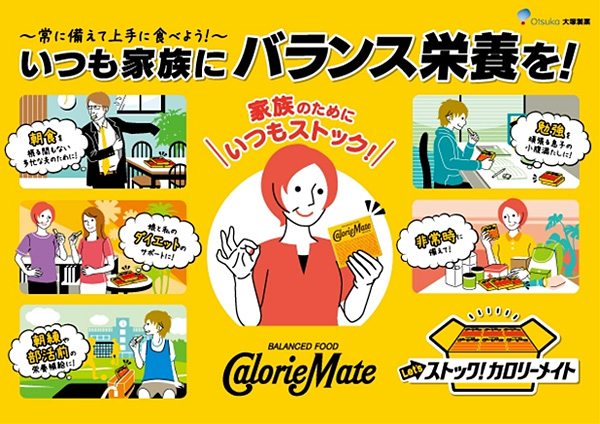 Otsuka 大塚製薬
〜常に備えて上手に食べよう!〜
いつも家族にバランス栄養を!
家族のために
いつもストック!
朝食を
摂る間もない
多忙な夫のために!
娘と私の
ダイエットの
サポートに!
朝練や
部活前の
栄養補給に!
勉強を
頑張る息子の
小腹満たしに!
非常時に
備えて!
CalorieMate
BALANCED FOOD
CalorieMate
Let's ストック!カロリーメイト